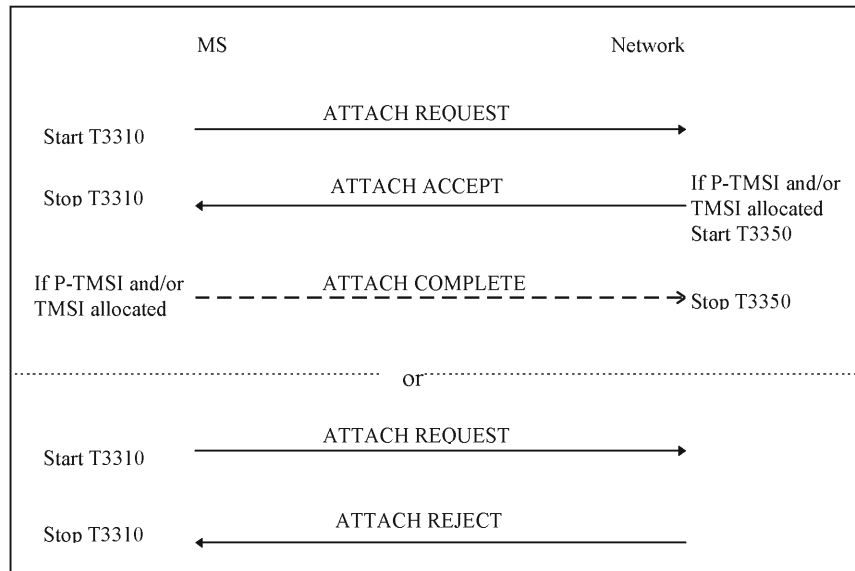 MS Network
ATTACH REQUEST
Start T3310
ATTACH ACCEPT
Stop T3310
If P-TMSI and/or
TMSI allocated
Start T3350
If P-TMSI and/or
TMSI allocated
ATTACH COMPLETE
Stop T3350
or
ATTACH REQUEST
Start T3310
ATTACH REJECT
Stop T3310